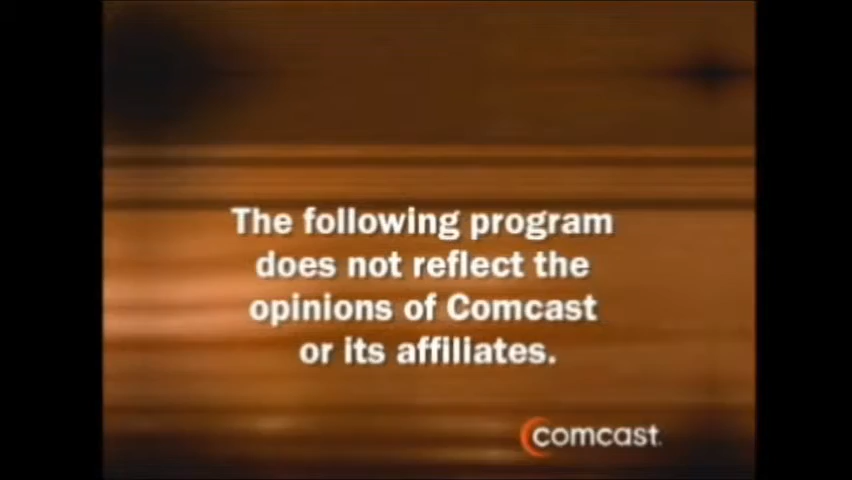 The following program
does not reflect the
opinions of Comcast
or its affiliates.
comcast.